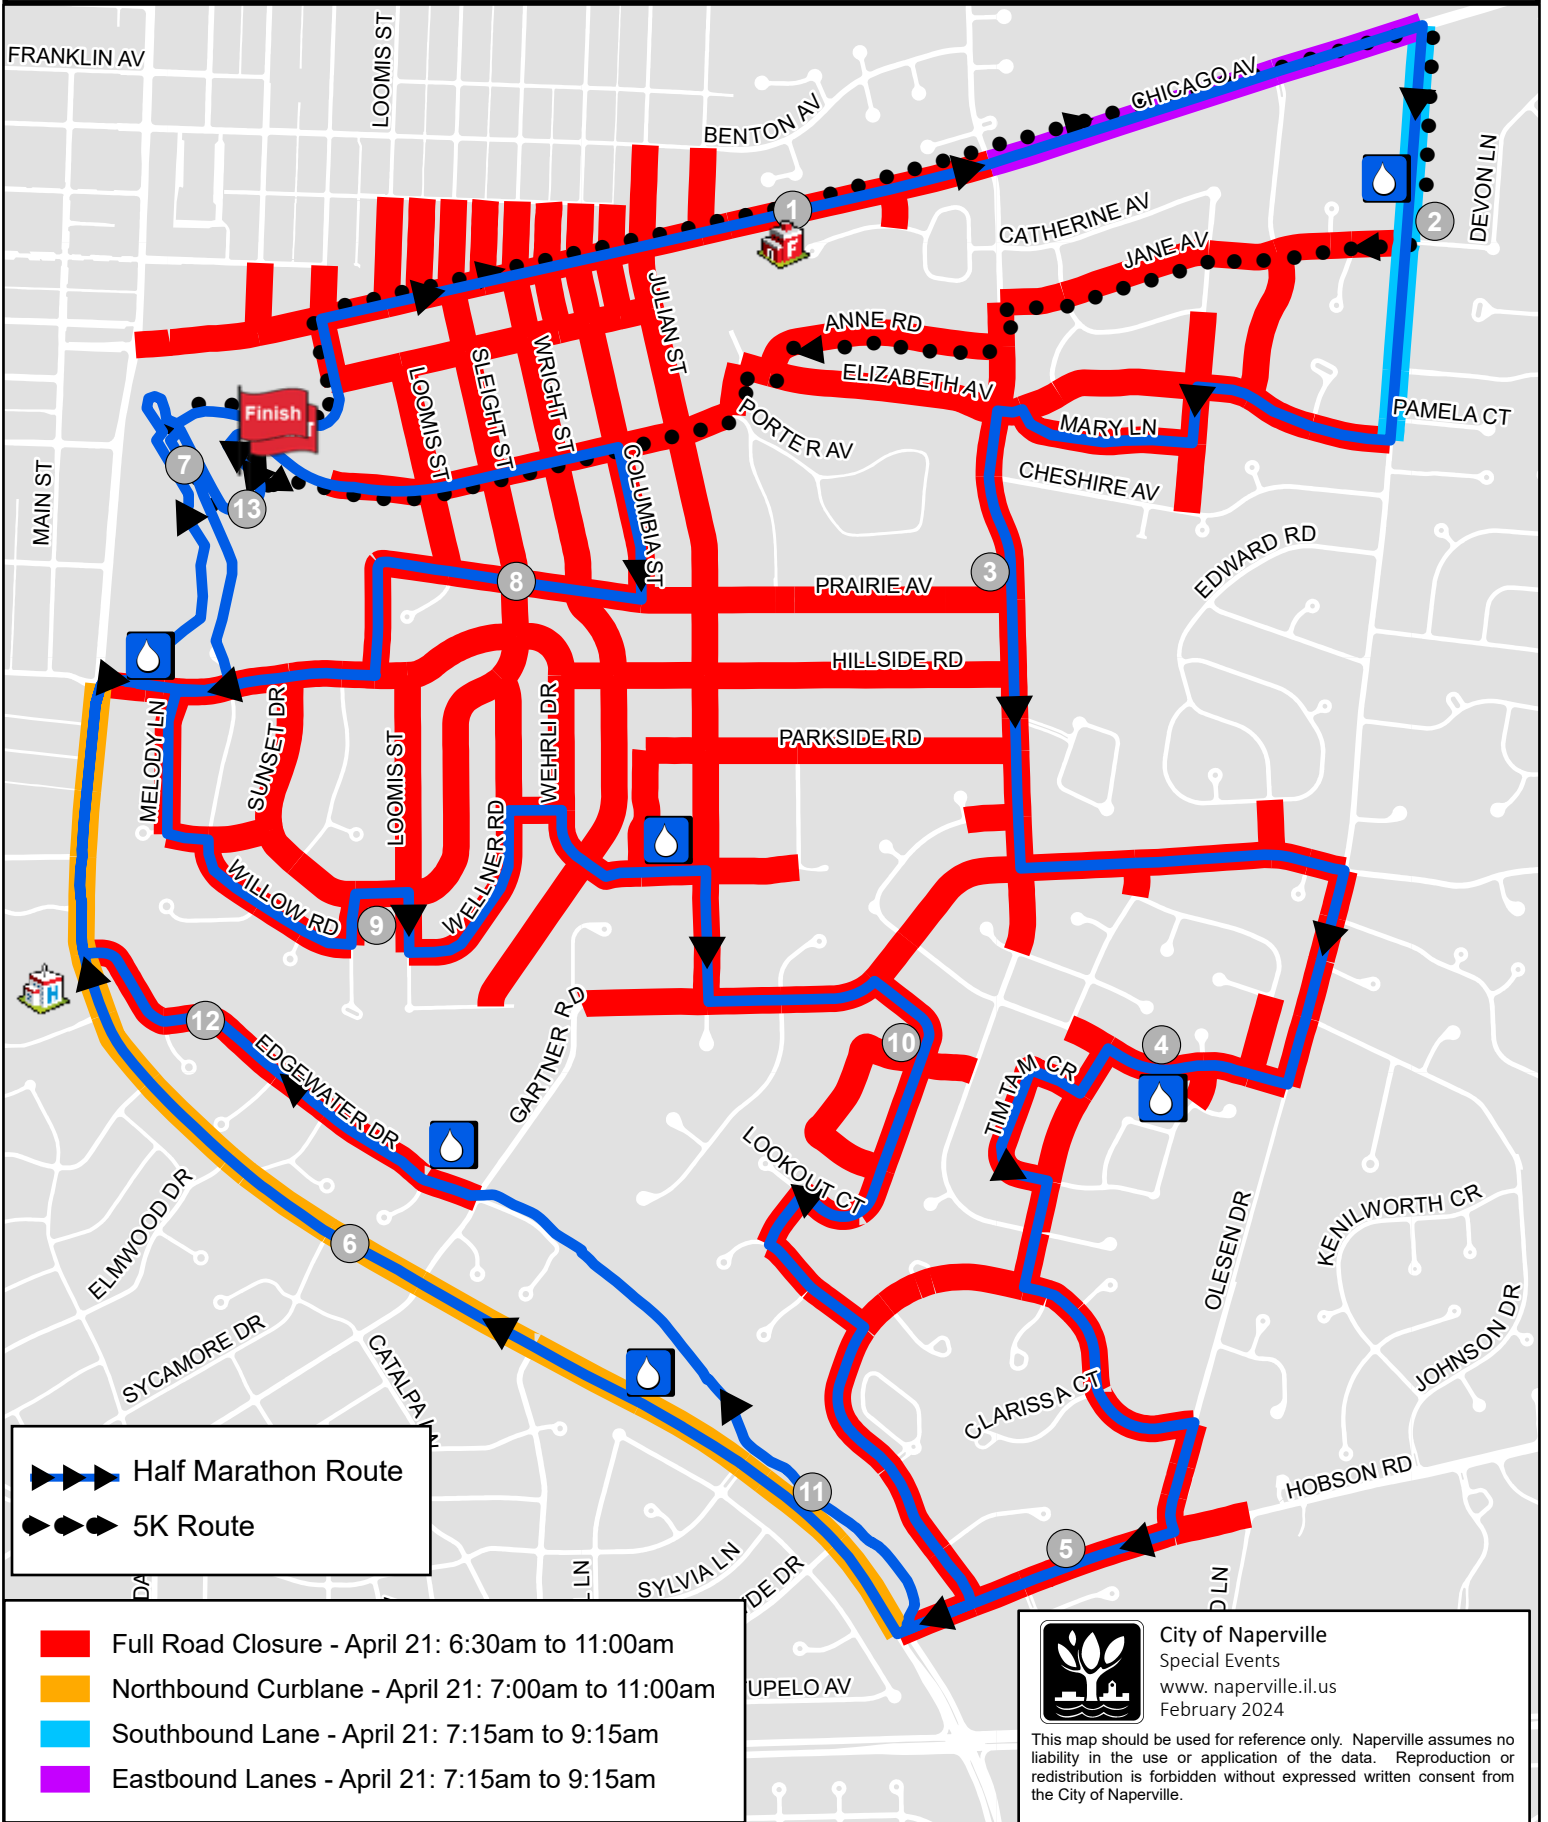 FRANKLIN AV
LOOMIS ST
BENTON AV
CHICAGO AV
DEVON LN
1
F
2
CATHERINE AV
JANE AV
JULIAN ST
ANNE RD
ELIZABETH AV
WRIGHT ST
SLEIGHT ST
LOOMIS ST
Finish
PORTER AV
MARY LN
PAMELA CT
MAIN ST
7
13
COLUMBIA ST
CHESHIRE AV
EDWARD RD
8
3
PRAIRIE AV
HILLSIDE RD
MELODY LN
SUNSET DR
LOOMIS ST
WEHRLI DR
PARKSIDE RD
WELLNER RD
WILLOW RD
9
H
12
GARTNER RD
10
4
EDGEWATER DR
TIM TAM CR
LOOKOUT CT
ELMWOOD DR
6
OLESEN DR
KENILWORTH CR
SYCAMORE DR
CATALPA
JOHNSON DR
CLARISSA CT
11
HOBSON RD
5
SYLVIA LN
DE DR
LN
DA
LN
UPELO AV
Half Marathon Route
5K Route
Full Road Closure - April 21: 6:30am to 11:00am
Northbound Curblane - April 21: 7:00am to 11:00am
Southbound Lane - April 21: 7:15am to 9:15am
Eastbound Lanes - April 21: 7:15am to 9:15am
City of Naperville
Special Events
www. naperville.il.us
February 2024
This map should be used for reference only. Naperville assumes no
liability in the use or application of the data. Reproduction or
redistribution is forbidden without expressed written consent from
the City of Naperville.